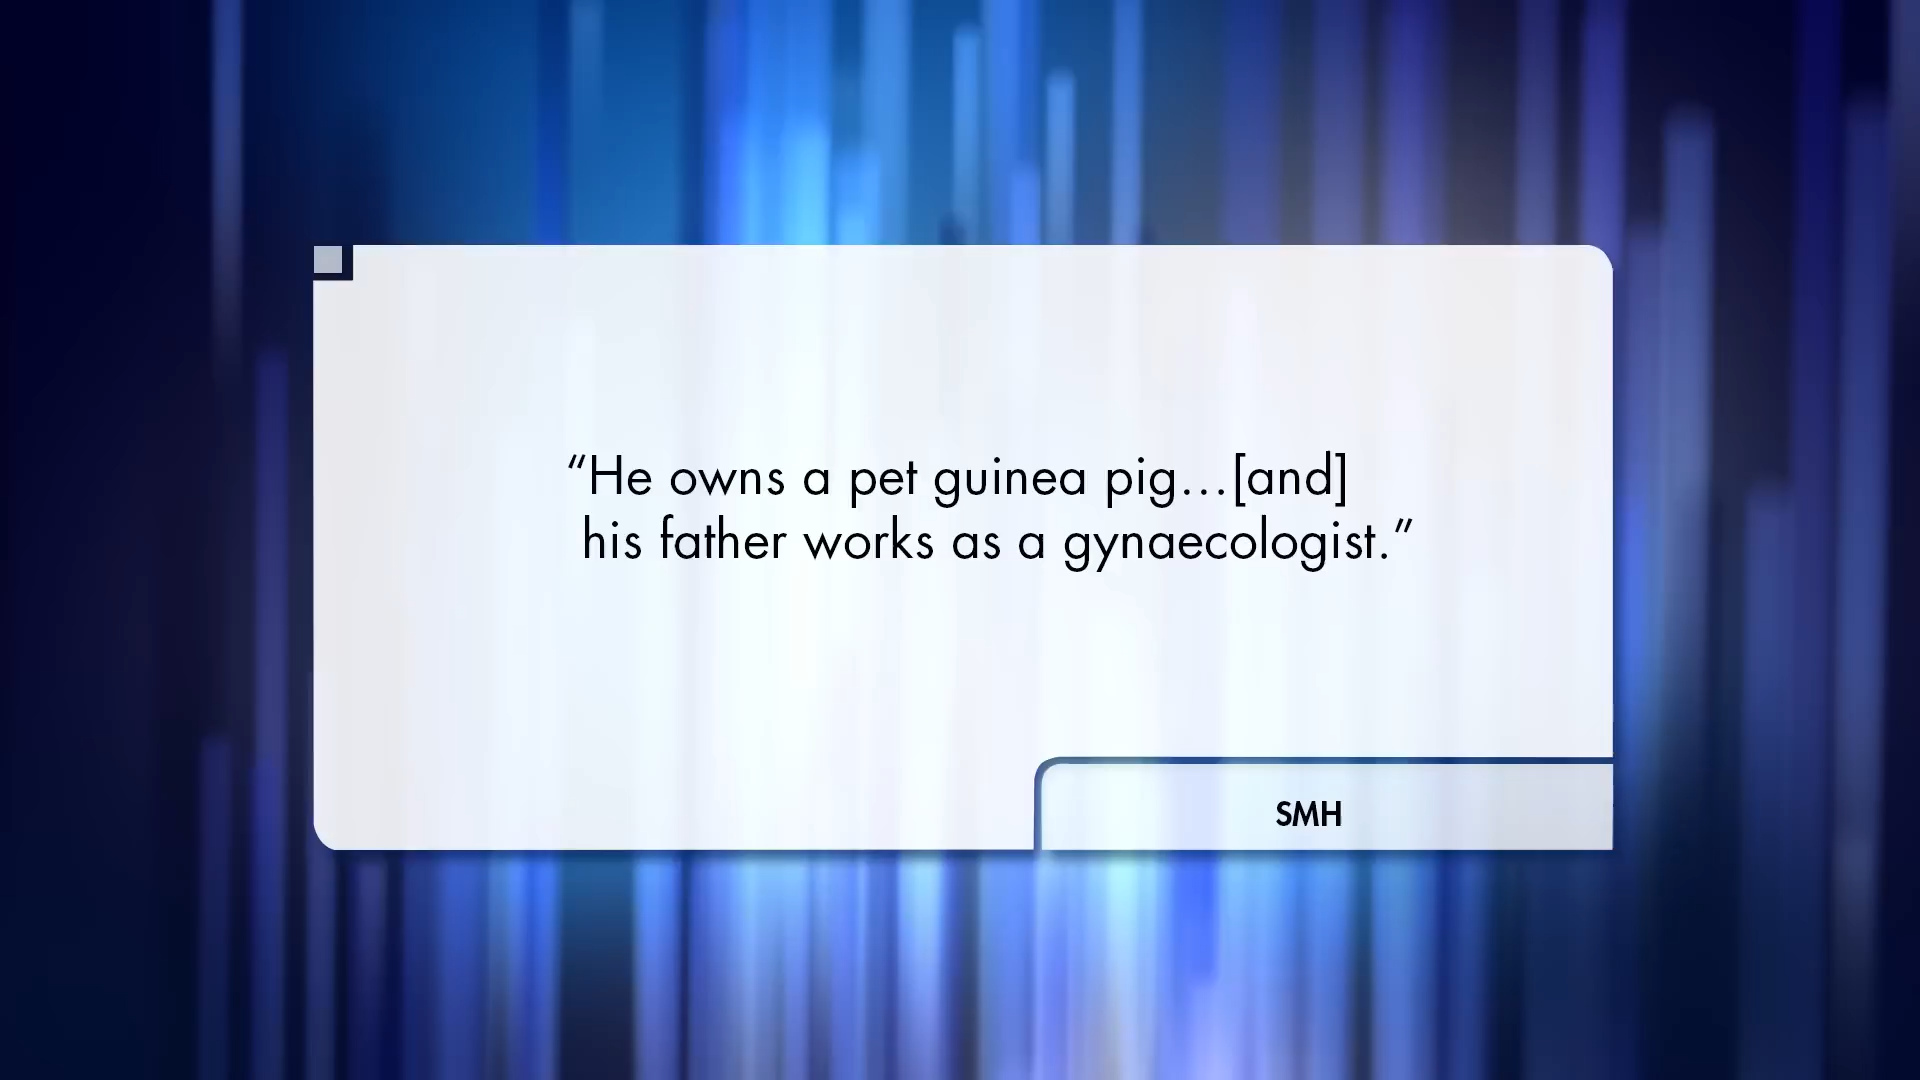 “He owns a pet guinea pig...[and]
his father works as a gynaecologist.”
SMH